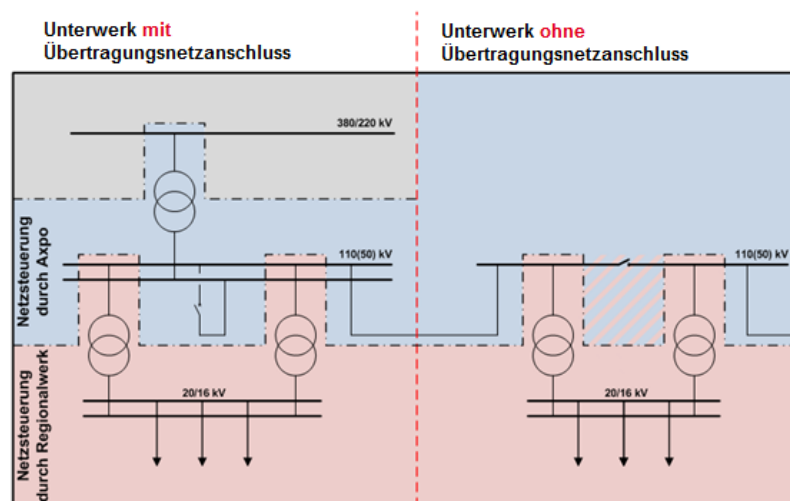 Unterwerk mit
Übertragungsnetzanschluss
Unterwerk ohne
Übertragungsnetzanschluss
380/220 kV
Netzsteuerung
durch Axpo
110(50) kV
110(50) kV
Netzsteuerung
durch Regionalwerk
20/16 kV
20/16 kV